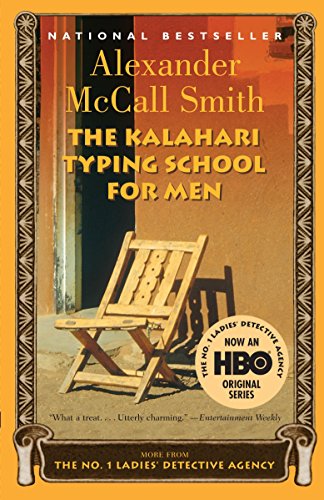 NATIONAL BESTSELLER
Alexander
McCall Smith
THE KALAHARI
TYPING SCHOOL
FOR MEN
THE NO. 1 LADIES' DETECTIVE AGENCY
NOW AN
HBO
ORIGINAL
SERIES
"What a treat. . . . Utterly charming." —Entertainment Weekly
MORE FROM
THE NO. 1 LADIES' DETECTIVE AGENCY